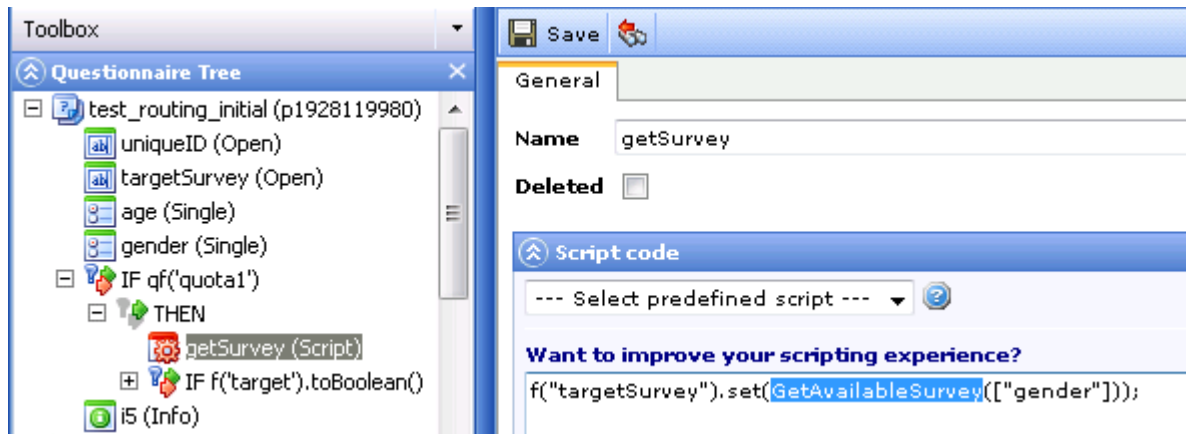 Toolbox
Questionnaire Tree
test_routing_initial (p1928119980)
uniqueID (Open)
targetSurvey (Open)
age (Single)
gender (Single)
IF qf('quota1')
THEN
getSurvey (Script)
IF f('target').toBoolean()
i5 (Info)
Save
General
Name getSurvey
Deleted
Script code
--- Select predefined script ---
Want to improve your scripting experience?
f("targetSurvey").set(GetAvailableSurvey(["gender"]));